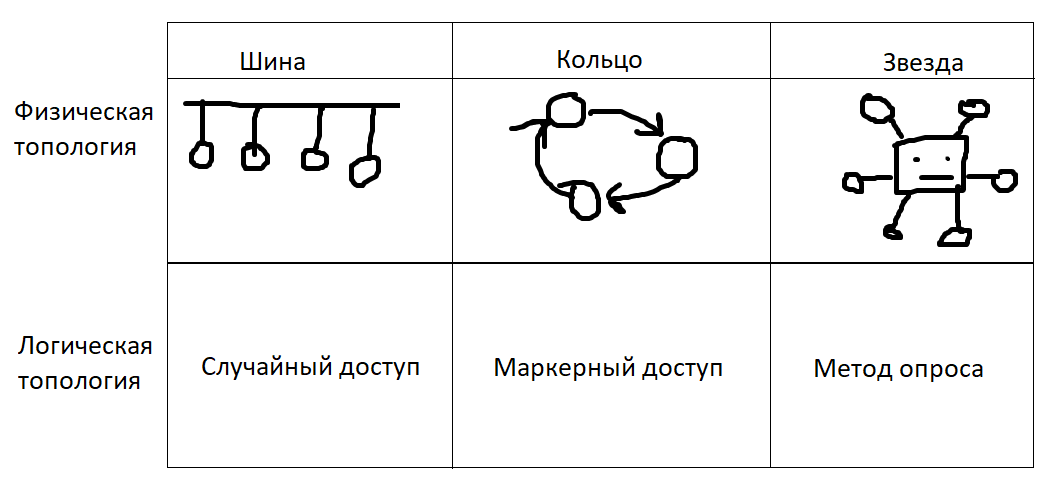 Шина
Кольцо
Звезда
Физическая
топология
Логическая
топология
Случайный доступ
Маркерный доступ
Метод опроса